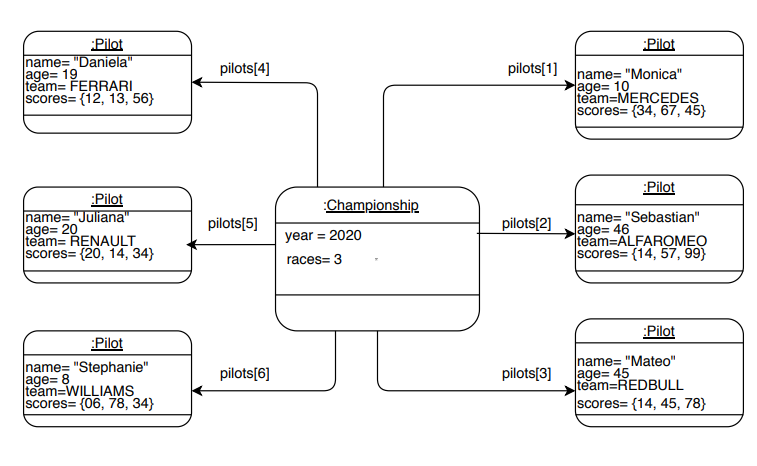 :Pilot
name= "Daniela"
age= 19
team= FERRARI
scores= {12, 13, 56}
pilots[4]
pilots[1]
:Pilot
name= "Monica"
age= 10
team=MERCEDES
scores= {34, 67, 45}
:Pilot
name= "Juliana"
age= 20
team= RENAULT
scores= {20, 14, 34}
pilots[5]
:Championship
year = 2020
races= 3
pilots[2]
:Pilot
name= "Sebastian"
age= 46
team=ALFAROMEO
scores= {14, 57, 99}
:Pilot
name= "Stephanie"
age= 8
team=WILLIAMS
scores= {06, 78, 34}
pilots[6]
pilots[3]
:Pilot
name= "Mateo"
age= 45
team=REDBULL
scores= {14, 45, 78}